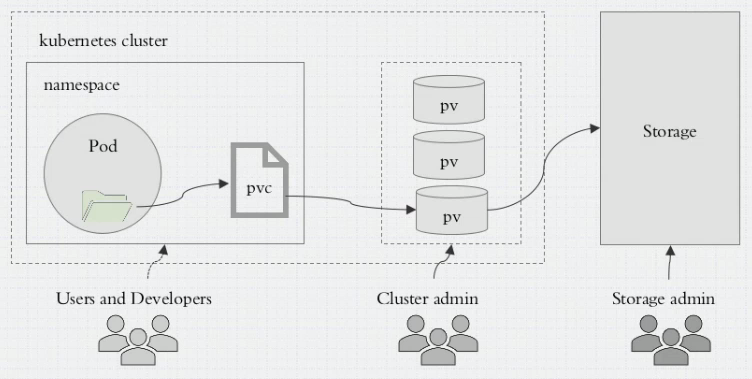 kubernetes cluster
namespace
Pod
pvc
pv
pv
pv
Storage
Users and Developers
Cluster admin
Storage admin